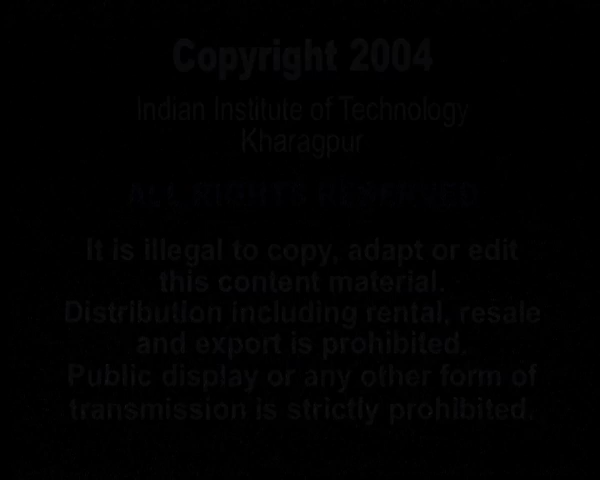 Copyright 2004
Indian Institute of Technology
Kharagpur
ALL RIGHTS RESERVED
It is illegal to copy, adapt or edit
this content material.
Distribution including rental, resale
and export is prohibited.
Public display or any other form of
transmission is strictly prohibited.